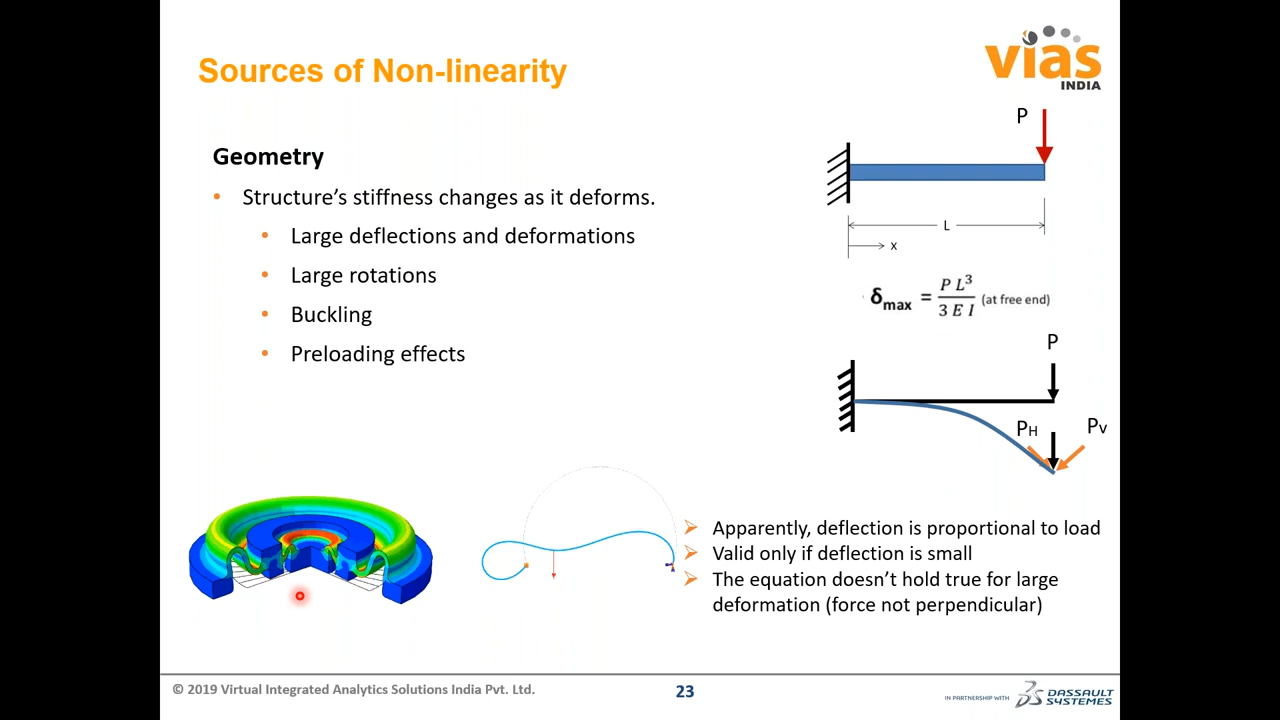 Sources of Non-linearity
vias
INDIA
Geometry
• Structure’s stiffness changes as it deforms.
• Large deflections and deformations
• Large rotations
• Buckling
• Preloading effects
P
L
x
δmax = P L³ / 3 E I (at free end)
P
PH
Pv
➢ Apparently, deflection is proportional to load
➢ Valid only if deflection is small
➢ The equation doesn’t hold true for large
deformation (force not perpendicular)
© 2019 Virtual Integrated Analytics Solutions India Pvt. Ltd.
23
IN PARTNERSHIP WITH
DASSAULT
SYSTEMES